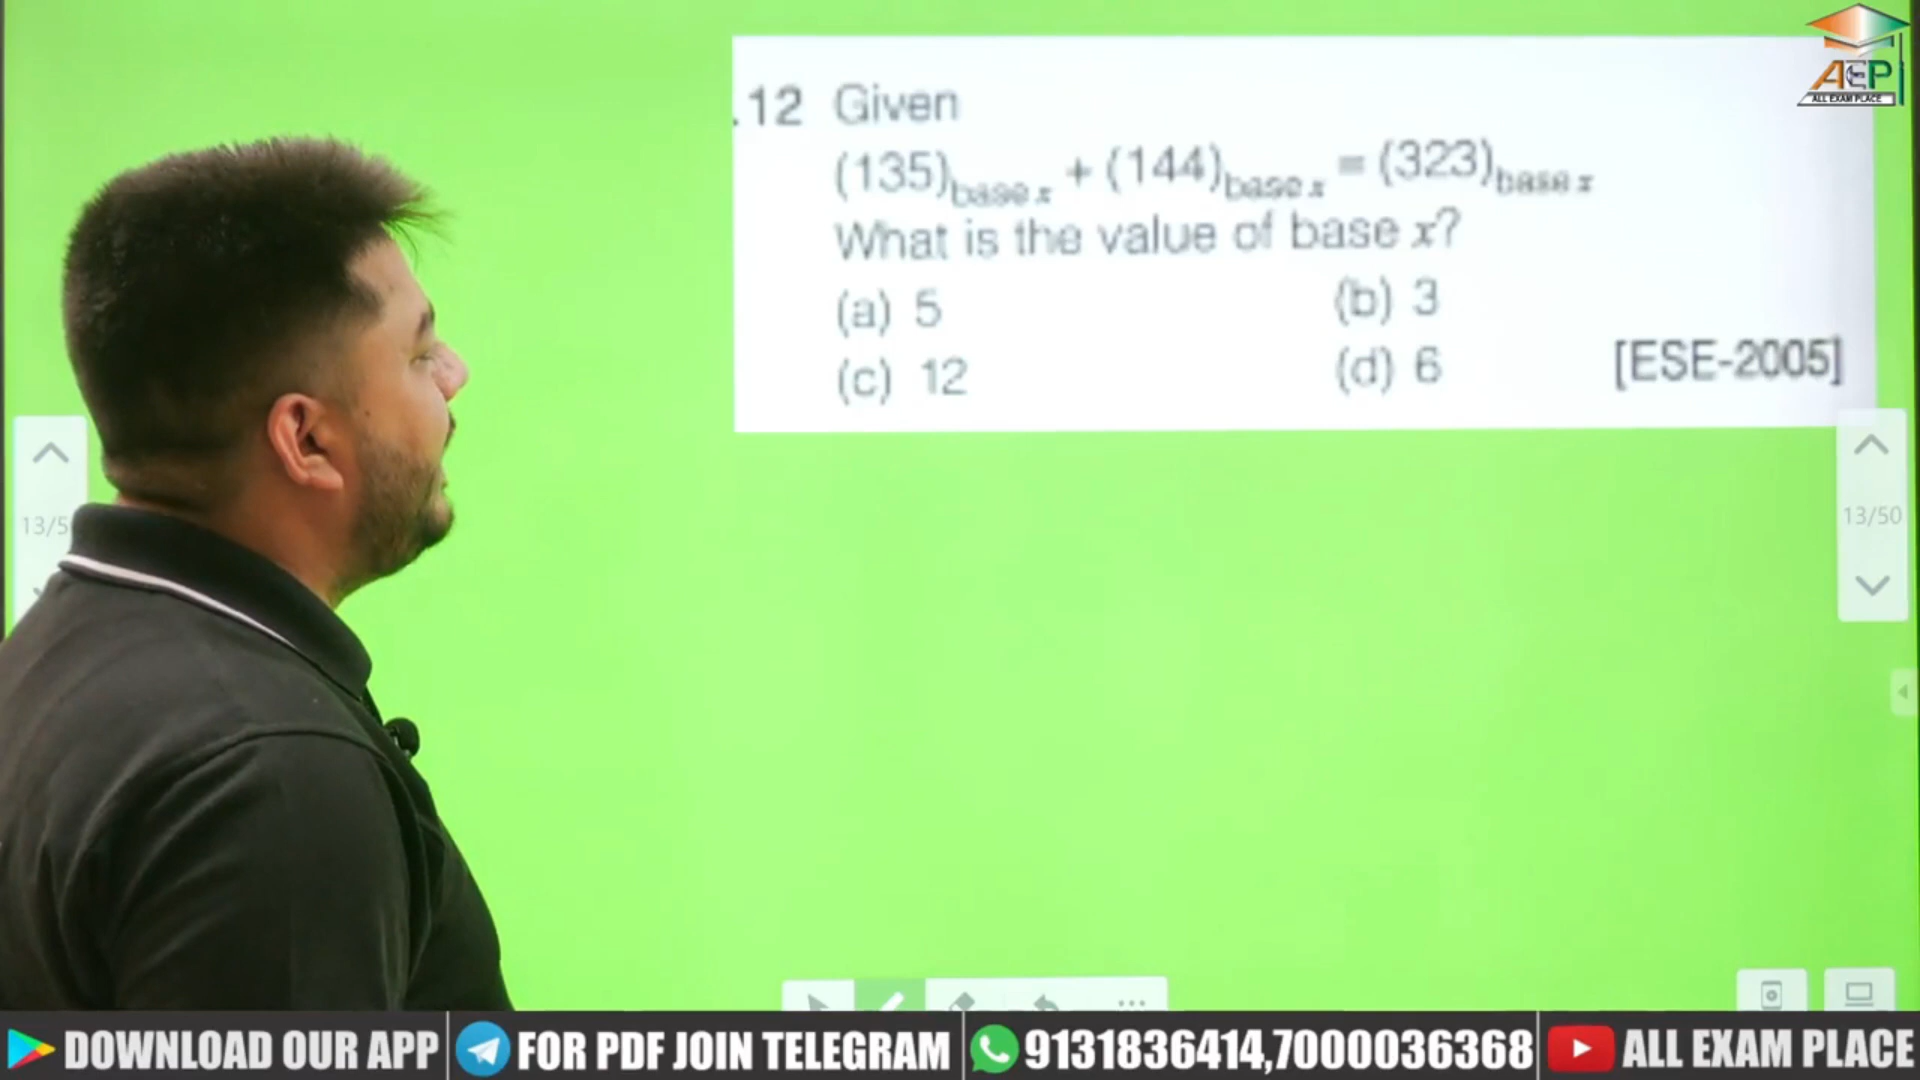 AEP
ALL EXAM PLACE
.12 Given
(135)base x + (144)base x = (323)base x
What is the value of base x?
(a) 5 (b) 3
(c) 12 (d) 6 [ESE-2005]
13/5
13/50
DOWNLOAD OUR APP
FOR PDF JOIN TELEGRAM
9131836414,7000036368
ALL EXAM PLACE